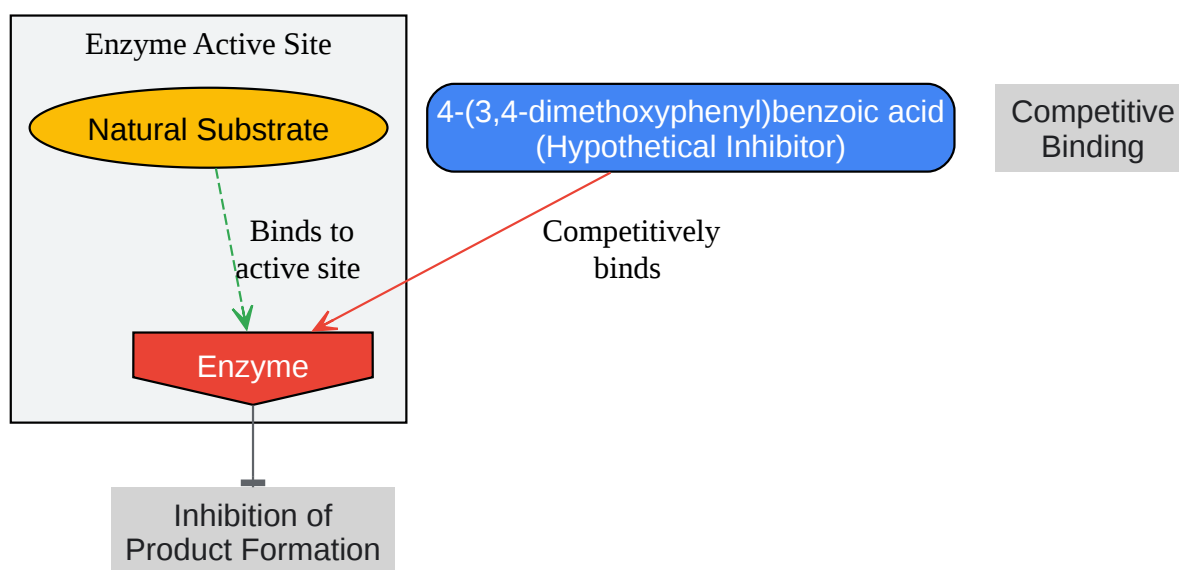 Enzyme Active Site
Natural Substrate
4-(3,4-dimethoxyphenyl)benzoic acid
(Hypothetical Inhibitor)
Competitive
Binding
Binds to
active site
Competitively
binds
Enzyme
Inhibition of
Product Formation